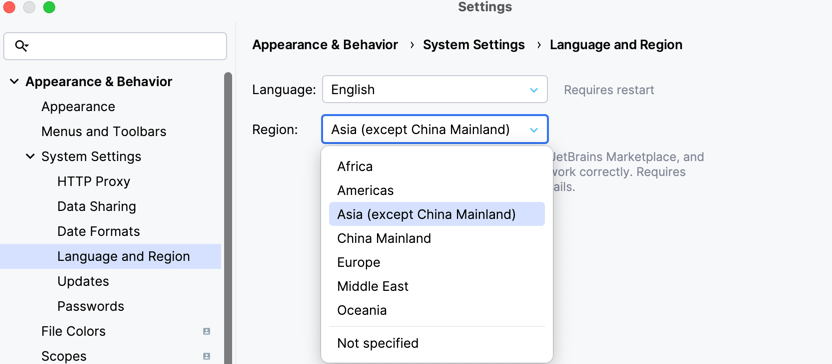 Settings
Appearance & Behavior › System Settings › Language and Region
Appearance & Behavior
Appearance
Menus and Toolbars
System Settings
HTTP Proxy
Data Sharing
Date Formats
Language and Region
Updates
Passwords
File Colors
Scopes
Language: English Requires restart
Region: Asia (except China Mainland)
JetBrains Marketplace, and
work correctly. Requires
Africa
Americas
Asia (except China Mainland)
China Mainland
Europe
Middle East
Oceania
Not specified